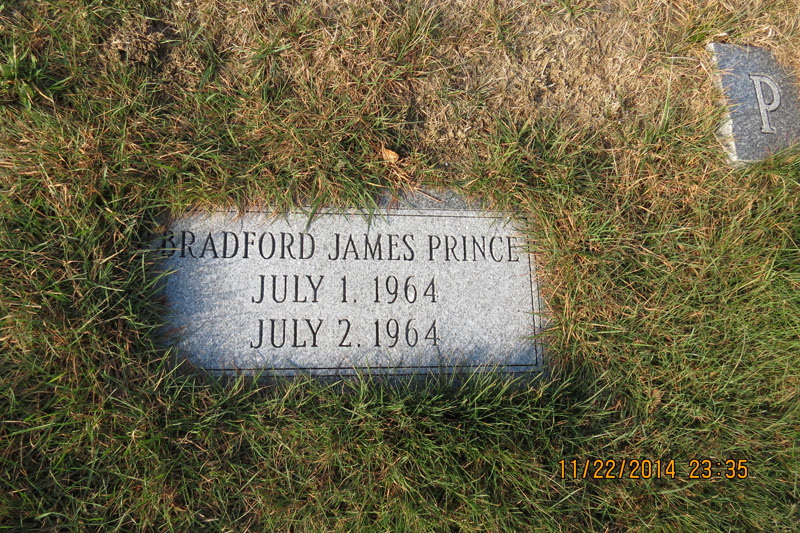 P
BRADFORD JAMES PRINCE
JULY 1. 1964
JULY 2. 1964
11/22/2014 23:35